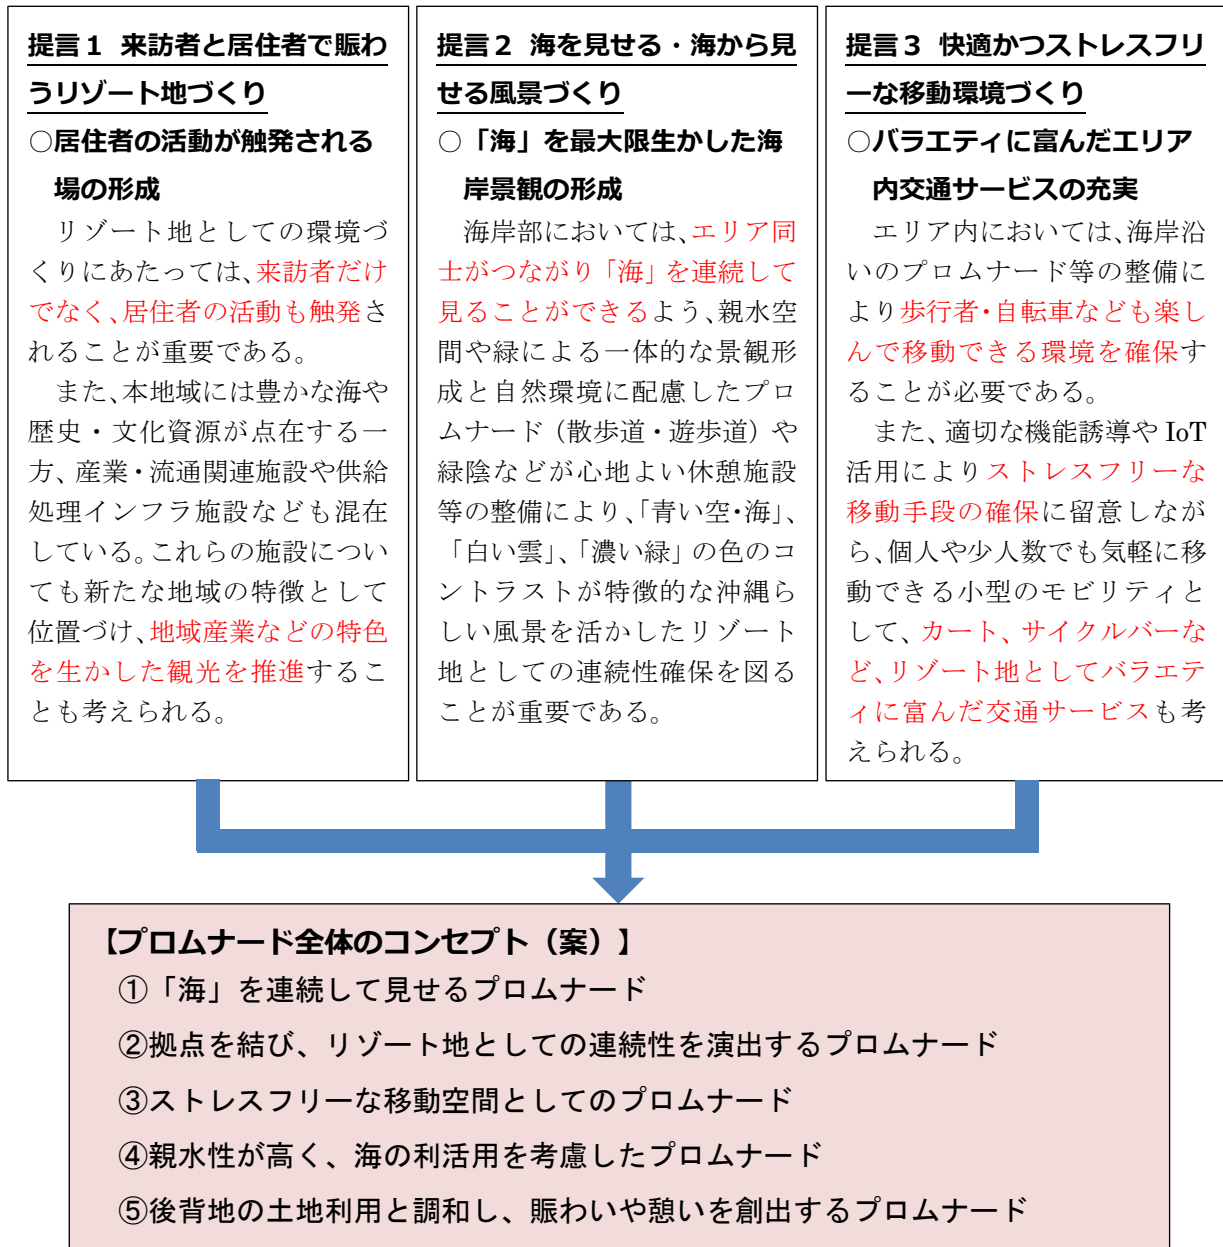 提言１ 来訪者と居住者で賑わ
うリゾート地づくり
○居住者の活動が触発される
場の形成
リゾート地としての環境づ
くりにあたっては、来訪者だけ
でなく、居住者の活動も触発さ
れることが重要である。
また、本地域には豊かな海や
歴史・文化資源が点在する一
方、産業・流通関連施設や供給
処理インフラ施設なども混在
している。これらの施設につい
ても新たな地域の特徴として
位置づけ、地域産業などの特色
を生かした観光を推進するこ
とも考えられる。
提言２ 海を見せる・海から見
せる風景づくり
○「海」を最大限生かした海
岸景観の形成
海岸部においては、エリア同
士がつながり「海」を連続して
見ることができるよう、親水空
間や緑による一体的な景観形
成と自然環境に配慮したプロ
ムナード（散歩道・遊歩道）や
緑陰などが心地よい休憩施設
等の整備により、「青い空・海」、
「白い雲」、「濃い緑」の色のコ
ントラストが特徴的な沖縄ら
しい風景を活かしたリゾート
地としての連続性確保を図る
ことが重要である。
提言３ 快適かつストレスフリ
ーな移動環境づくり
○バラエティに富んだエリア
内交通サービスの充実
エリア内においては、海岸沿
いのプロムナード等の整備に
より歩行者・自転車なども楽し
んで移動できる環境を確保す
ることが必要である。
また、適切な機能誘導や IoT
活用によりストレスフリーな
移動手段の確保に留意しなが
ら、個人や少人数でも気軽に移
動できる小型のモビリティと
して、カート、サイクルバーな
ど、リゾート地としてバラエテ
ィに富んだ交通サービスも考
えられる。
【プロムナード全体のコンセプト（案）】
①「海」を連続して見せるプロムナード
②拠点を結び、リゾート地としての連続性を演出するプロムナード
③ストレスフリーな移動空間としてのプロムナード
④親水性が高く、海の利活用を考慮したプロムナード
⑤後背地の土地利用と調和し、賑わいや憩いを創出するプロムナード